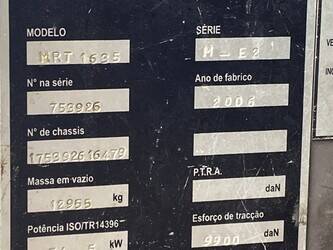 MODELO
MRT 1635
N° na série
753926
N° de chassis
1753926 16479
Massa em vazio
12955
kg
Potência ISO/TR14396
kW
SÉRIE
M-E2
Ano de fabrico
2006
P.T.R.A.
daN
Esforço de tracção
9900
daN